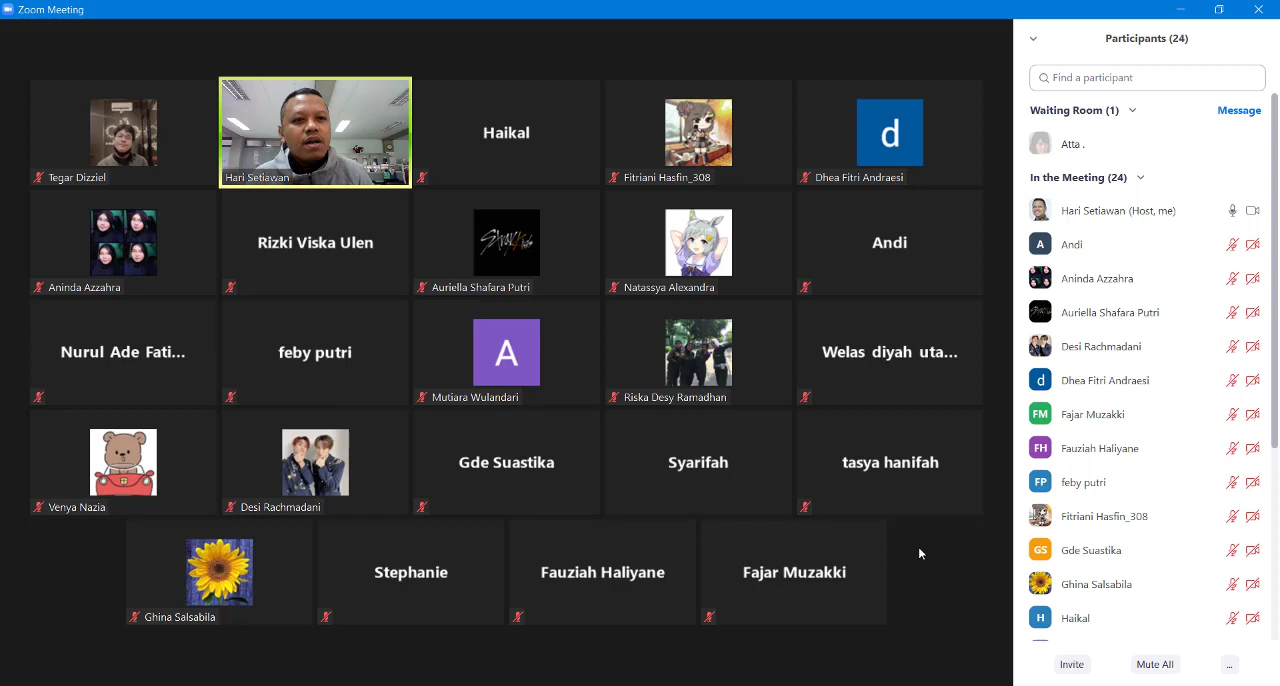 Zoom Meeting
Tegar Dizziel
Hari Setiawan
Haikal
Fitriani Hasfin_308
d
Dhea Fitri Andraesi
Aninda Azzahra
Rizki Viska Ulen
Auriella Shafara Putri
Natassya Alexandra
Andi
Nurul Ade Fati...
feby putri
A
Mutiara Wulandari
Riska Desy Ramadhan
Welas diyah uta...
Venya Nazia
Desi Rachmadani
Gde Suastika
Syarifah
tasya hanifah
Ghina Salsabila
Stephanie
Fauziah Haliyane
Fajar Muzakki
Participants (24)
Find a participant
Waiting Room (1)
Message
Atta .
In the Meeting (24)
Hari Setiawan (Host, me)
A Andi
Aninda Azzahra
Auriella Shafara Putri
Desi Rachmadani
d Dhea Fitri Andraesi
FM Fajar Muzakki
FH Fauziah Haliyane
FP feby putri
Fitriani Hasfin_308
GS Gde Suastika
Ghina Salsabila
H Haikal
Invite
Mute All
...